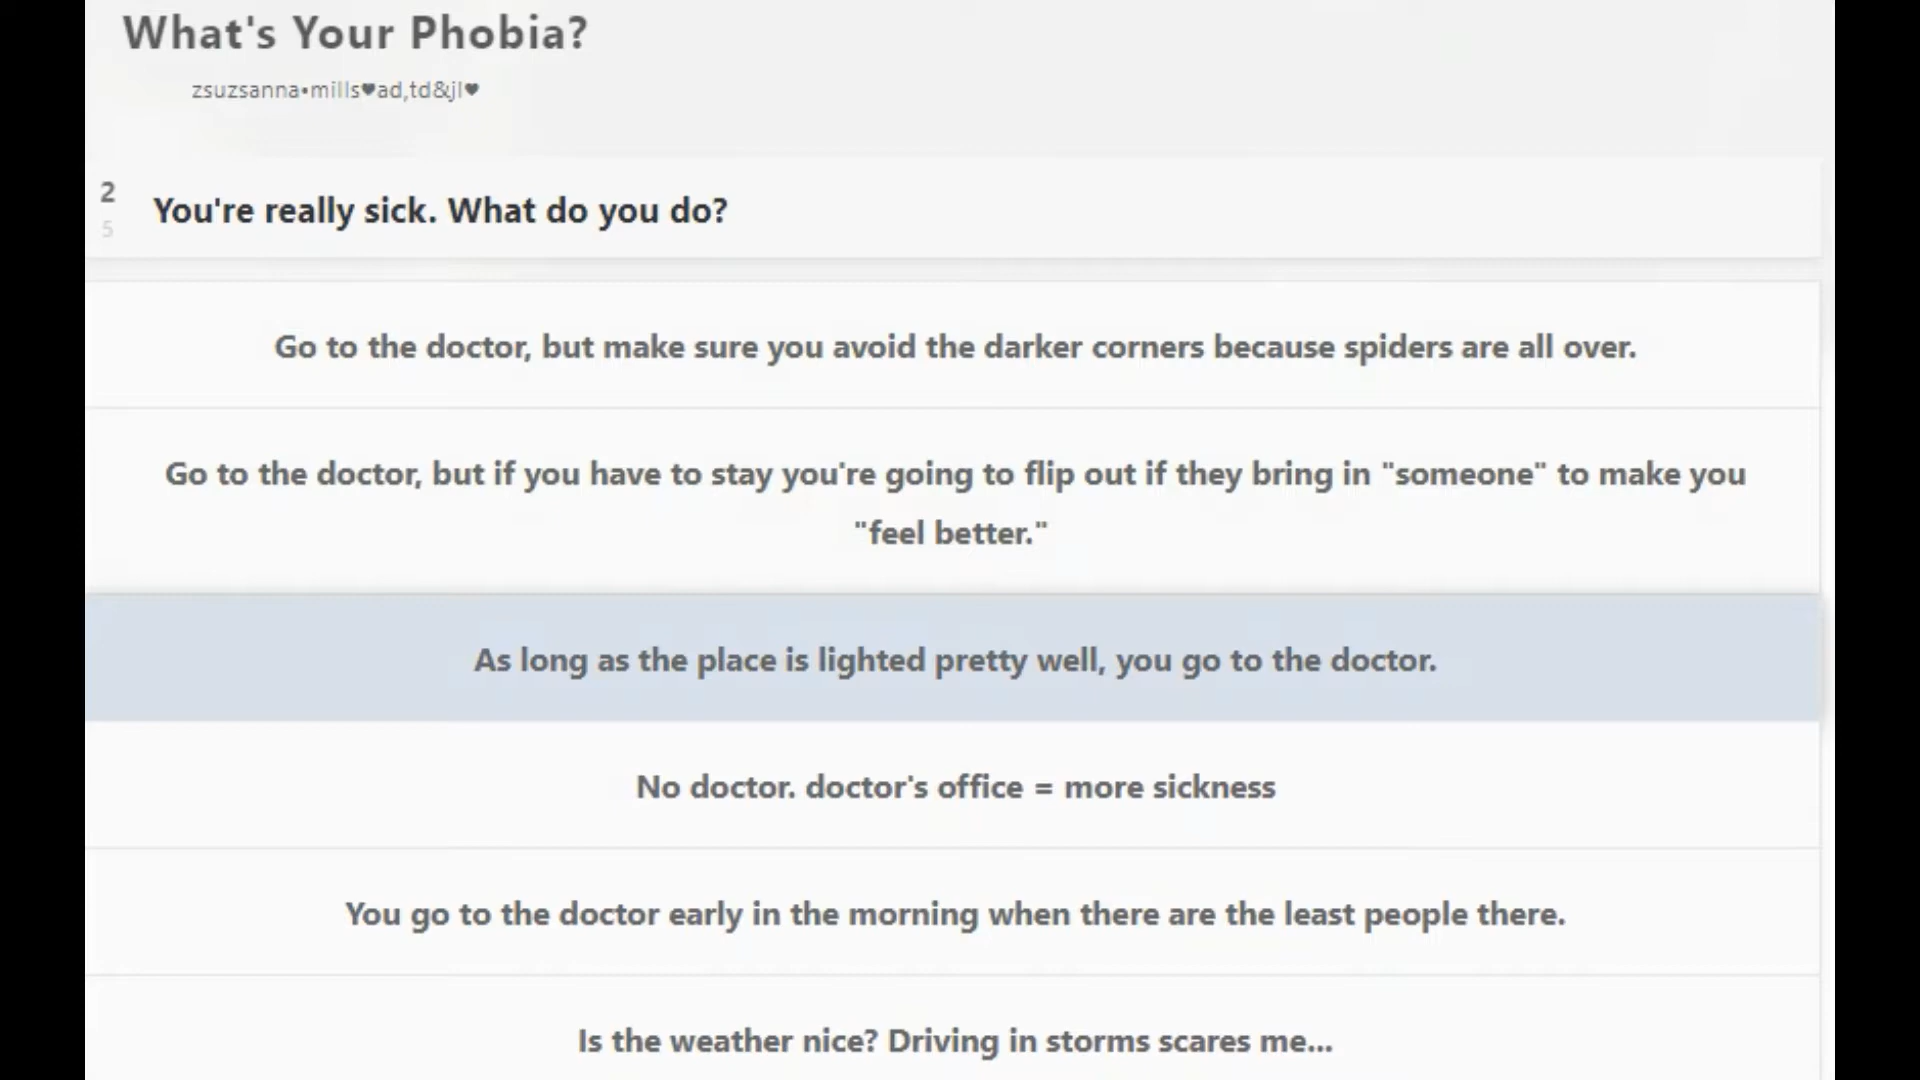 What's Your Phobia?
zsuzsanna•mills♥ad,td&jl♥
2
5
You're really sick. What do you do?
Go to the doctor, but make sure you avoid the darker corners because spiders are all over.
Go to the doctor, but if you have to stay you're going to flip out if they bring in "someone" to make you
"feel better."
As long as the place is lighted pretty well, you go to the doctor.
No doctor. doctor's office = more sickness
You go to the doctor early in the morning when there are the least people there.
Is the weather nice? Driving in storms scares me...